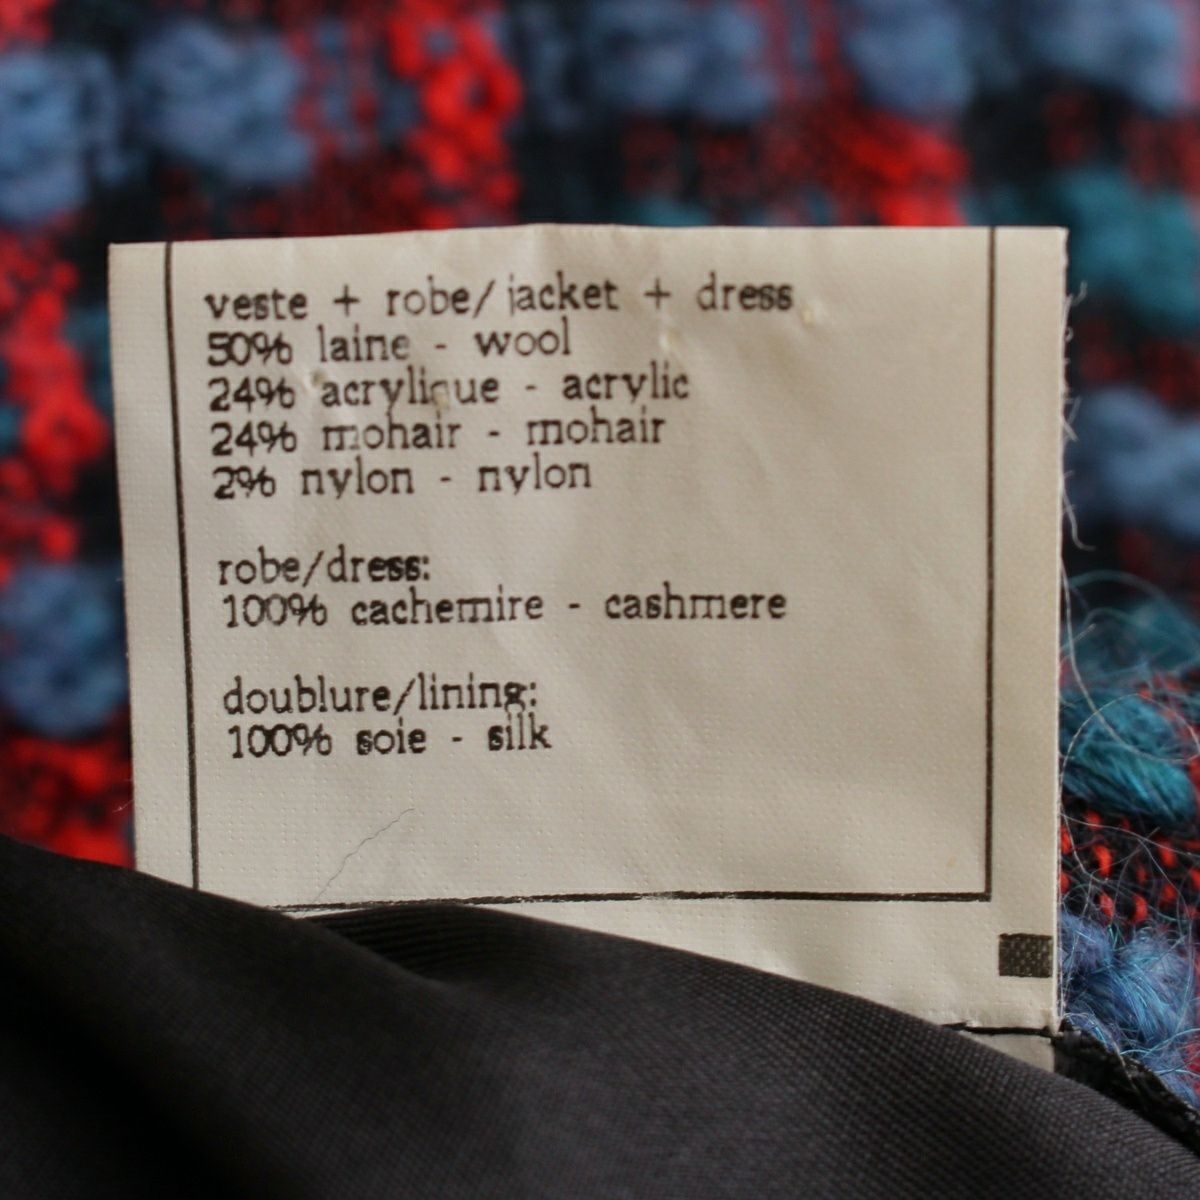 veste + robe/jacket + dress
50% laine - wool
24% acrylique - acrylic
24% mohair - mohair
2% nylon - nylon
robe/dress:
100% cachemire - cashmere
doublure/lining:
100% soie - silk